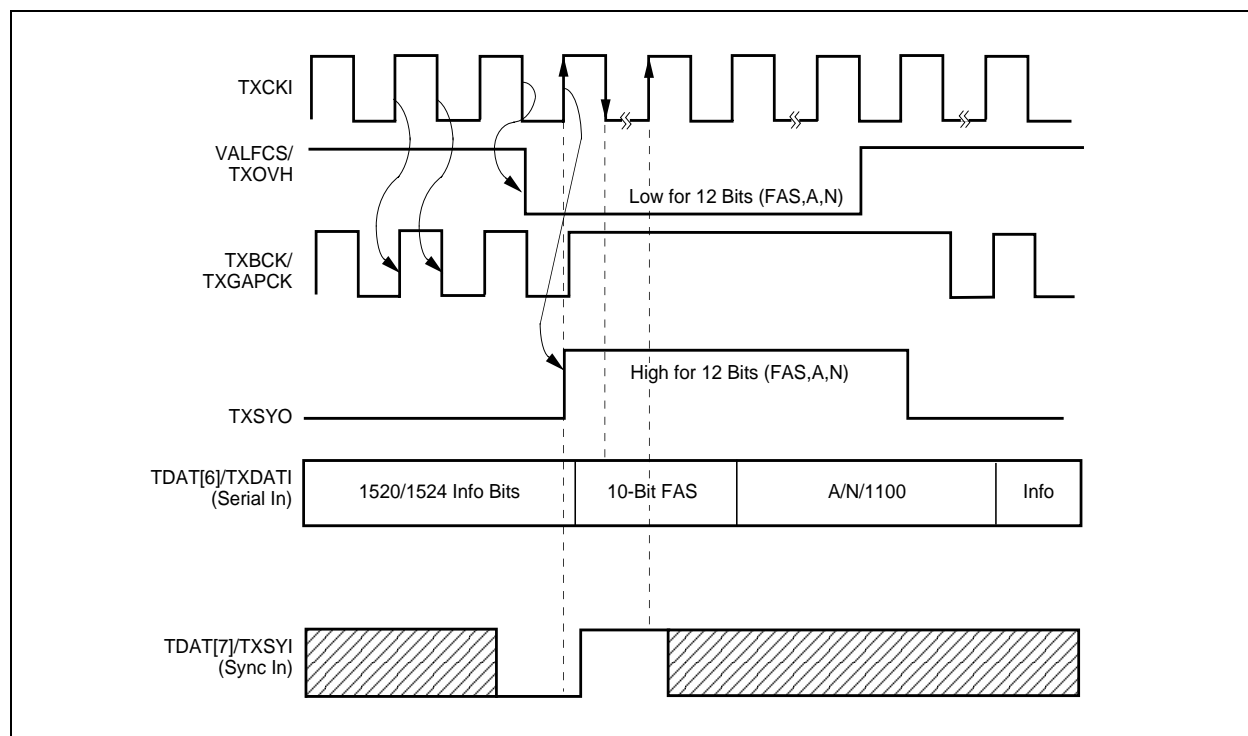 TXCKI
VALFCS/
TXOVH
Low for 12 Bits (FAS,A,N)
TXBCK/
TXGAPCK
High for 12 Bits (FAS,A,N)
TXSYO
TDAT[6]/TXDATI
(Serial In)
1520/1524 Info Bits
10-Bit FAS
A/N/1100
Info
TDAT[7]/TXSYI
(Sync In)